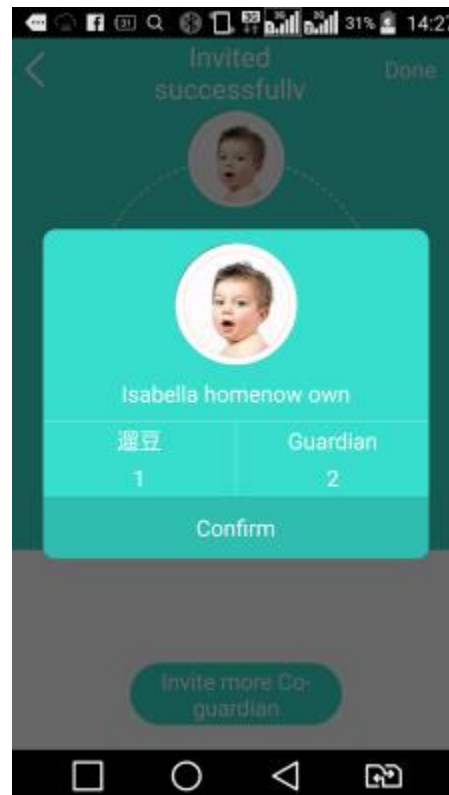 31% 14:27
Invited
successfully
Done
Isabella homenow own
遛豆 Guardian
1 2
Confirm
Invite more Co-
guardian